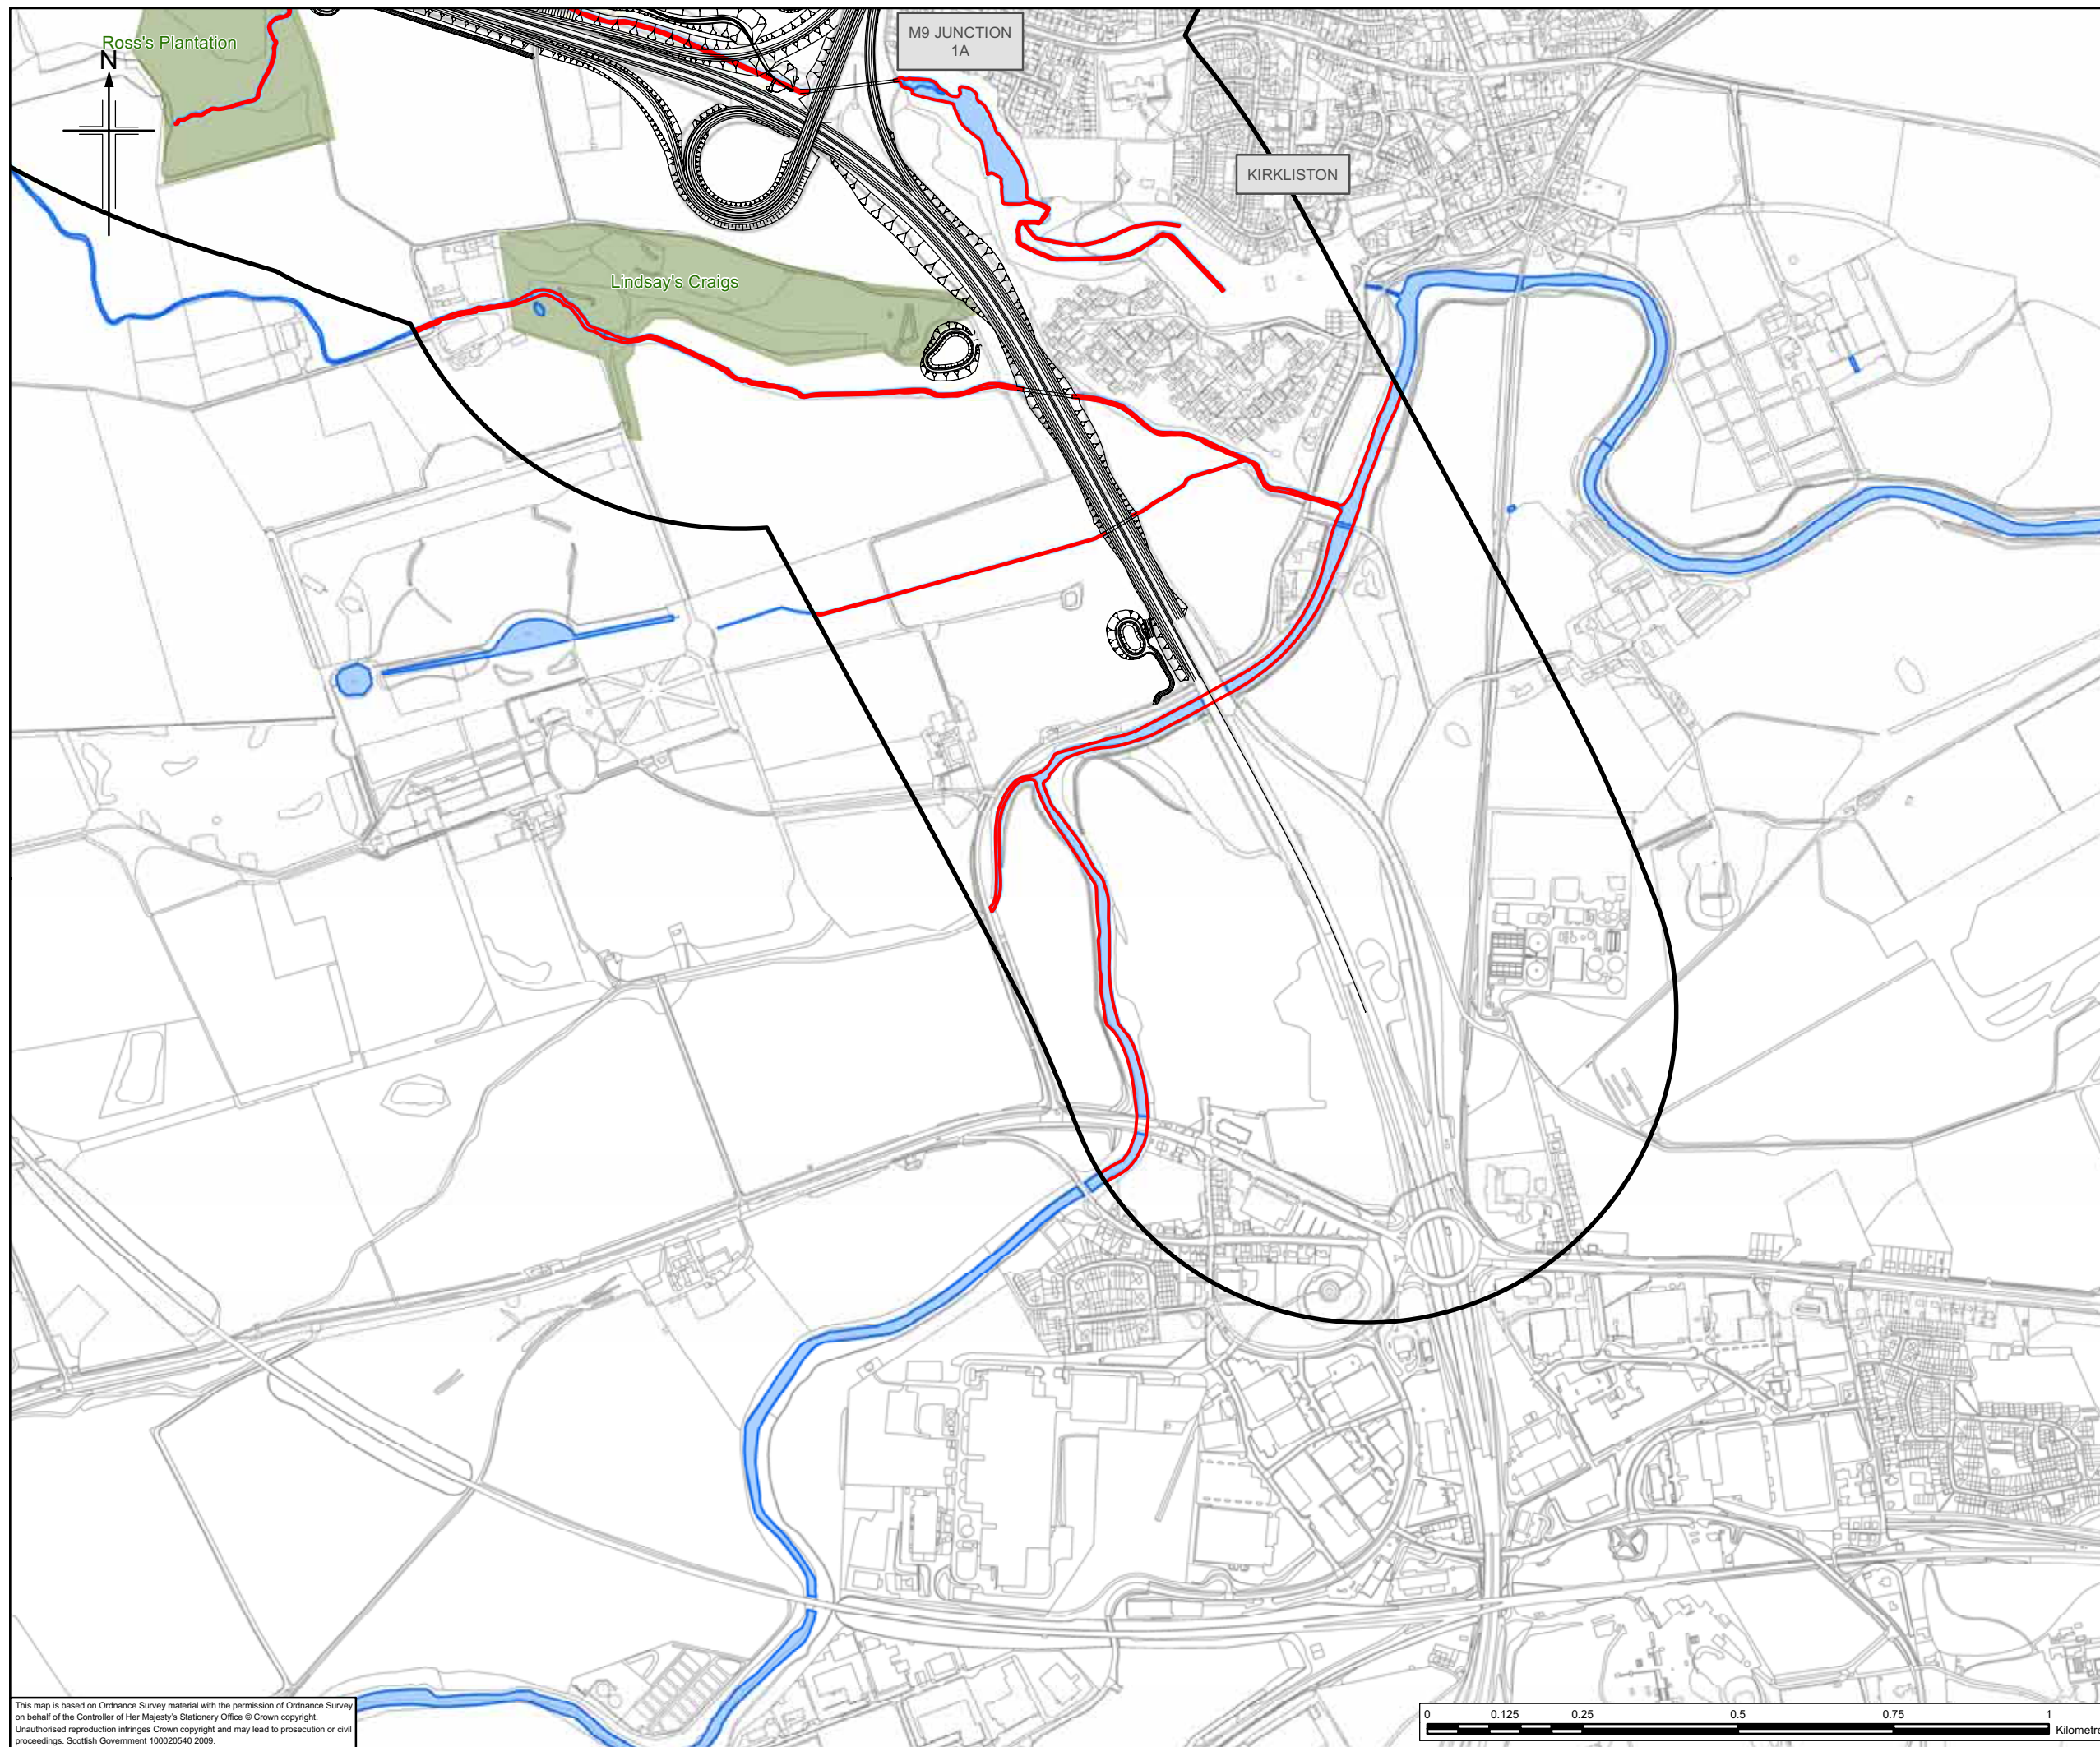 Ross's Plantation
N
M9 JUNCTION
1A
KIRKLISTON
Lindsay's Craigs
This map is based on Ordnance Survey material with the permission of Ordnance Survey
on behalf of the Controller of Her Majesty's Stationery Office © Crown copyright.
Unauthorised reproduction infringes Crown copyright and may lead to prosecution or civil
proceedings. Scottish Government 100020540 2009.
0 0.125 0.25 0.5 0.75 1
Kilometre